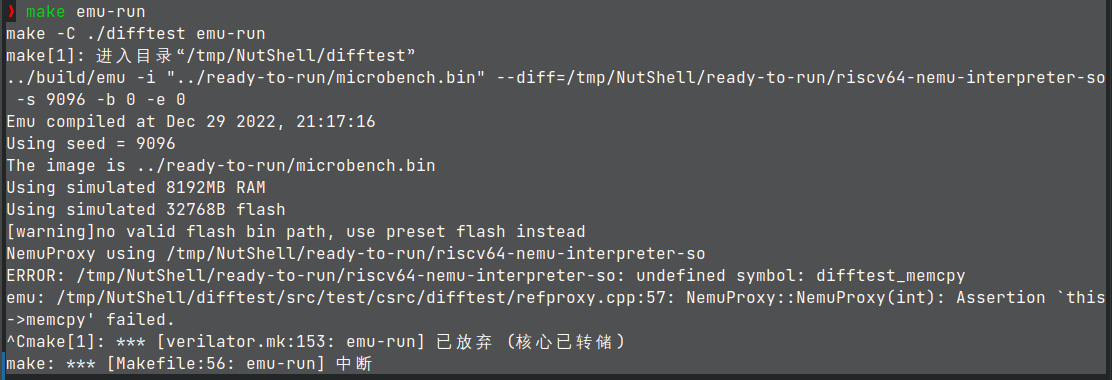 ❯ make emu-run
make -C ./difftest emu-run
make[1]: 进入目录“/tmp/NutShell/difftest”
../build/emu -i "../ready-to-run/microbench.bin" --diff=/tmp/NutShell/ready-to-run/riscv64-nemu-interpreter-so
 -s 9096 -b 0 -e 0
Emu compiled at Dec 29 2022, 21:17:16
Using seed = 9096
The image is ../ready-to-run/microbench.bin
Using simulated 8192MB RAM
Using simulated 32768B flash
[warning]no valid flash bin path, use preset flash instead
NemuProxy using /tmp/NutShell/ready-to-run/riscv64-nemu-interpreter-so
ERROR: /tmp/NutShell/ready-to-run/riscv64-nemu-interpreter-so: undefined symbol: difftest_memcpy
emu: /tmp/NutShell/difftest/src/test/csrc/difftest/refproxy.cpp:57: NemuProxy::NemuProxy(int): Assertion `this
->memcpy' failed.
^Cmake[1]: *** [verilator.mk:153: emu-run] 已放弃 (核心已转储)
make: *** [Makefile:56: emu-run] 中断